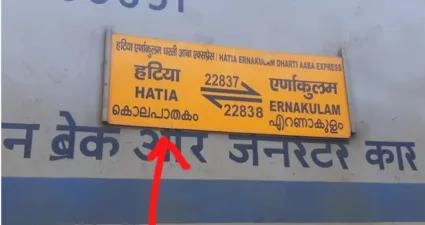 हटिया एर्णाकुलम धरती आबा एक्सप्रेस / HATIA ERNAKULAM DHARTI AABA EXPRESS
हटिया 22837 एर्णाकुलम
HATIA 22838 ERNAKULAM
കൊലപാതകം എറണാകുളം
न ब्रेक और जनरेटर कार